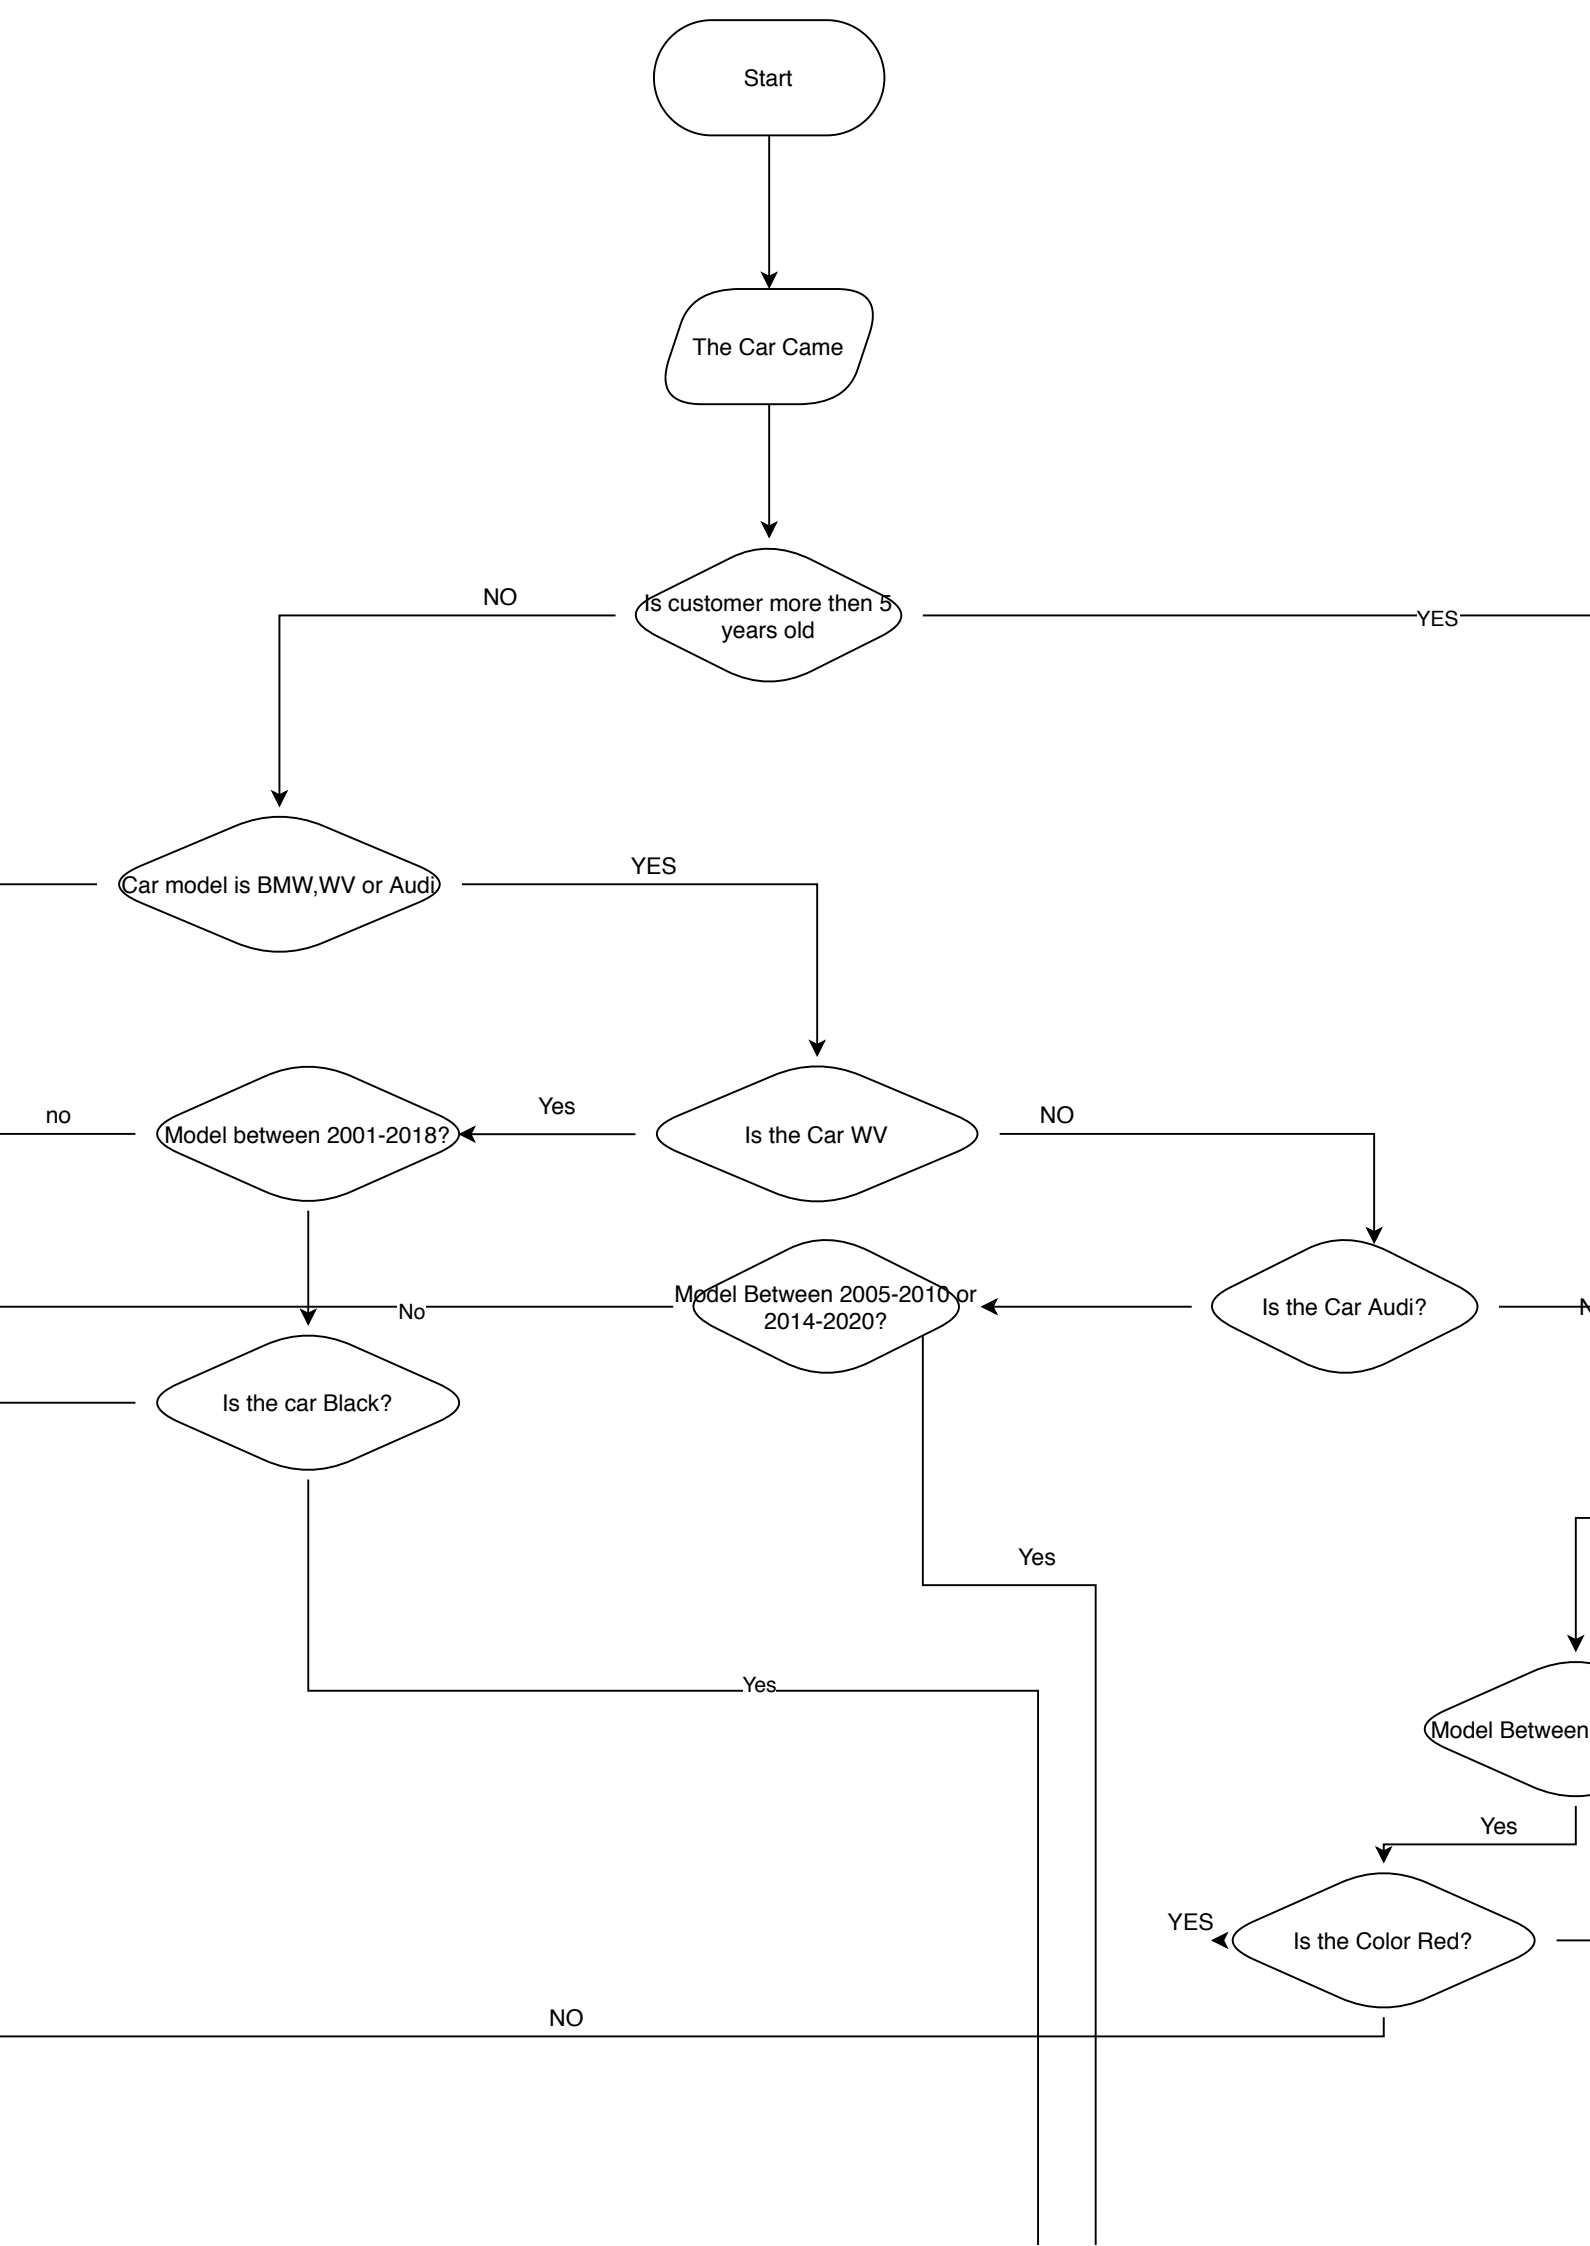 Start
The Car Came
Is customer more then 5
years old
NO
YES
Car model is BMW,WV or Audi
YES
Model between 2001-2018?
no
Yes
Is the Car WV
NO
Model Between 2005-2010 or
2014-2020?
No
Is the Car Audi?
N
Is the car Black?
Yes
Yes
Model Between
Yes
YES
Is the Color Red?
NO